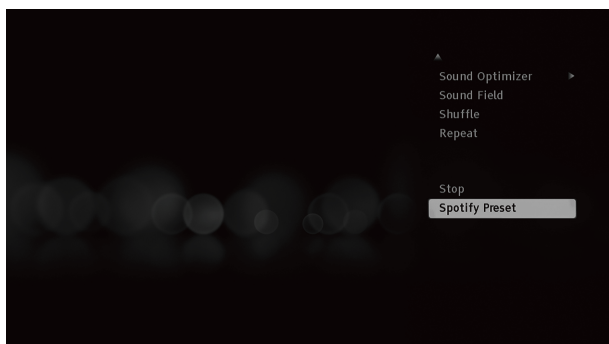 Sound Optimizer
Sound Field
Shuffle
Repeat
Stop
Spotify Preset